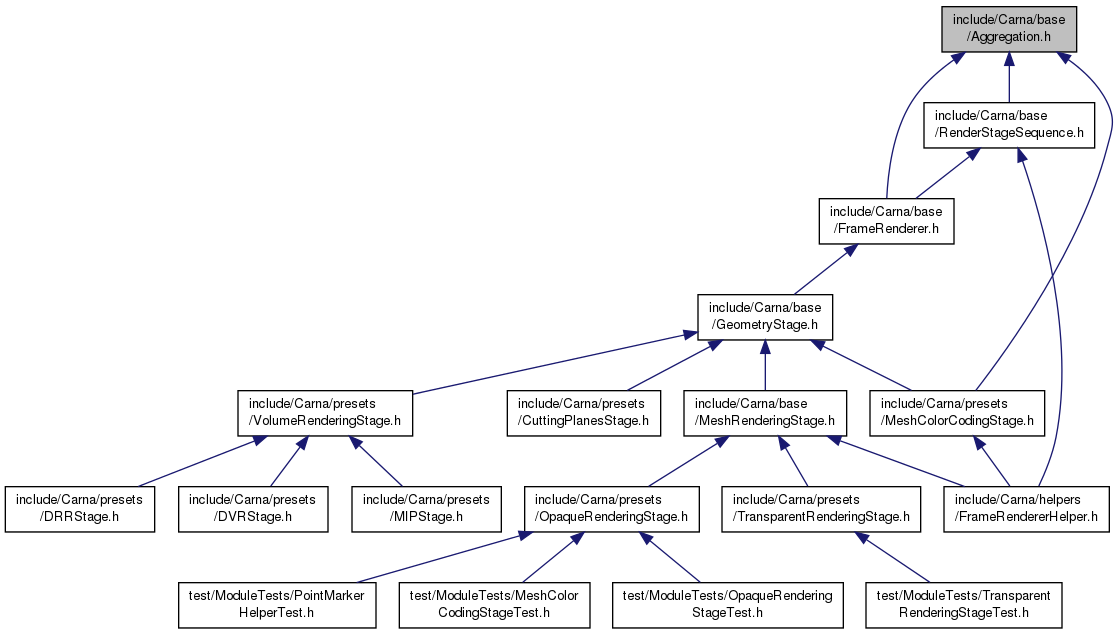 include/Carna/base
/Aggregation.h
include/Carna/base
/RenderStageSequence.h
include/Carna/base
/FrameRenderer.h
include/Carna/base
/GeometryStage.h
include/Carna/presets
/VolumeRenderingStage.h
include/Carna/presets
/CuttingPlanesStage.h
include/Carna/base
/MeshRenderingStage.h
include/Carna/presets
/MeshColorCodingStage.h
include/Carna/presets
/DRRStage.h
include/Carna/presets
/DVRStage.h
include/Carna/presets
/MIPStage.h
include/Carna/presets
/OpaqueRenderingStage.h
include/Carna/presets
/TransparentRenderingStage.h
include/Carna/helpers
/FrameRendererHelper.h
test/ModuleTests/PointMarker
HelperTest.h
test/ModuleTests/MeshColor
CodingStageTest.h
test/ModuleTests/OpaqueRendering
StageTest.h
test/ModuleTests/Transparent
RenderingStageTest.h